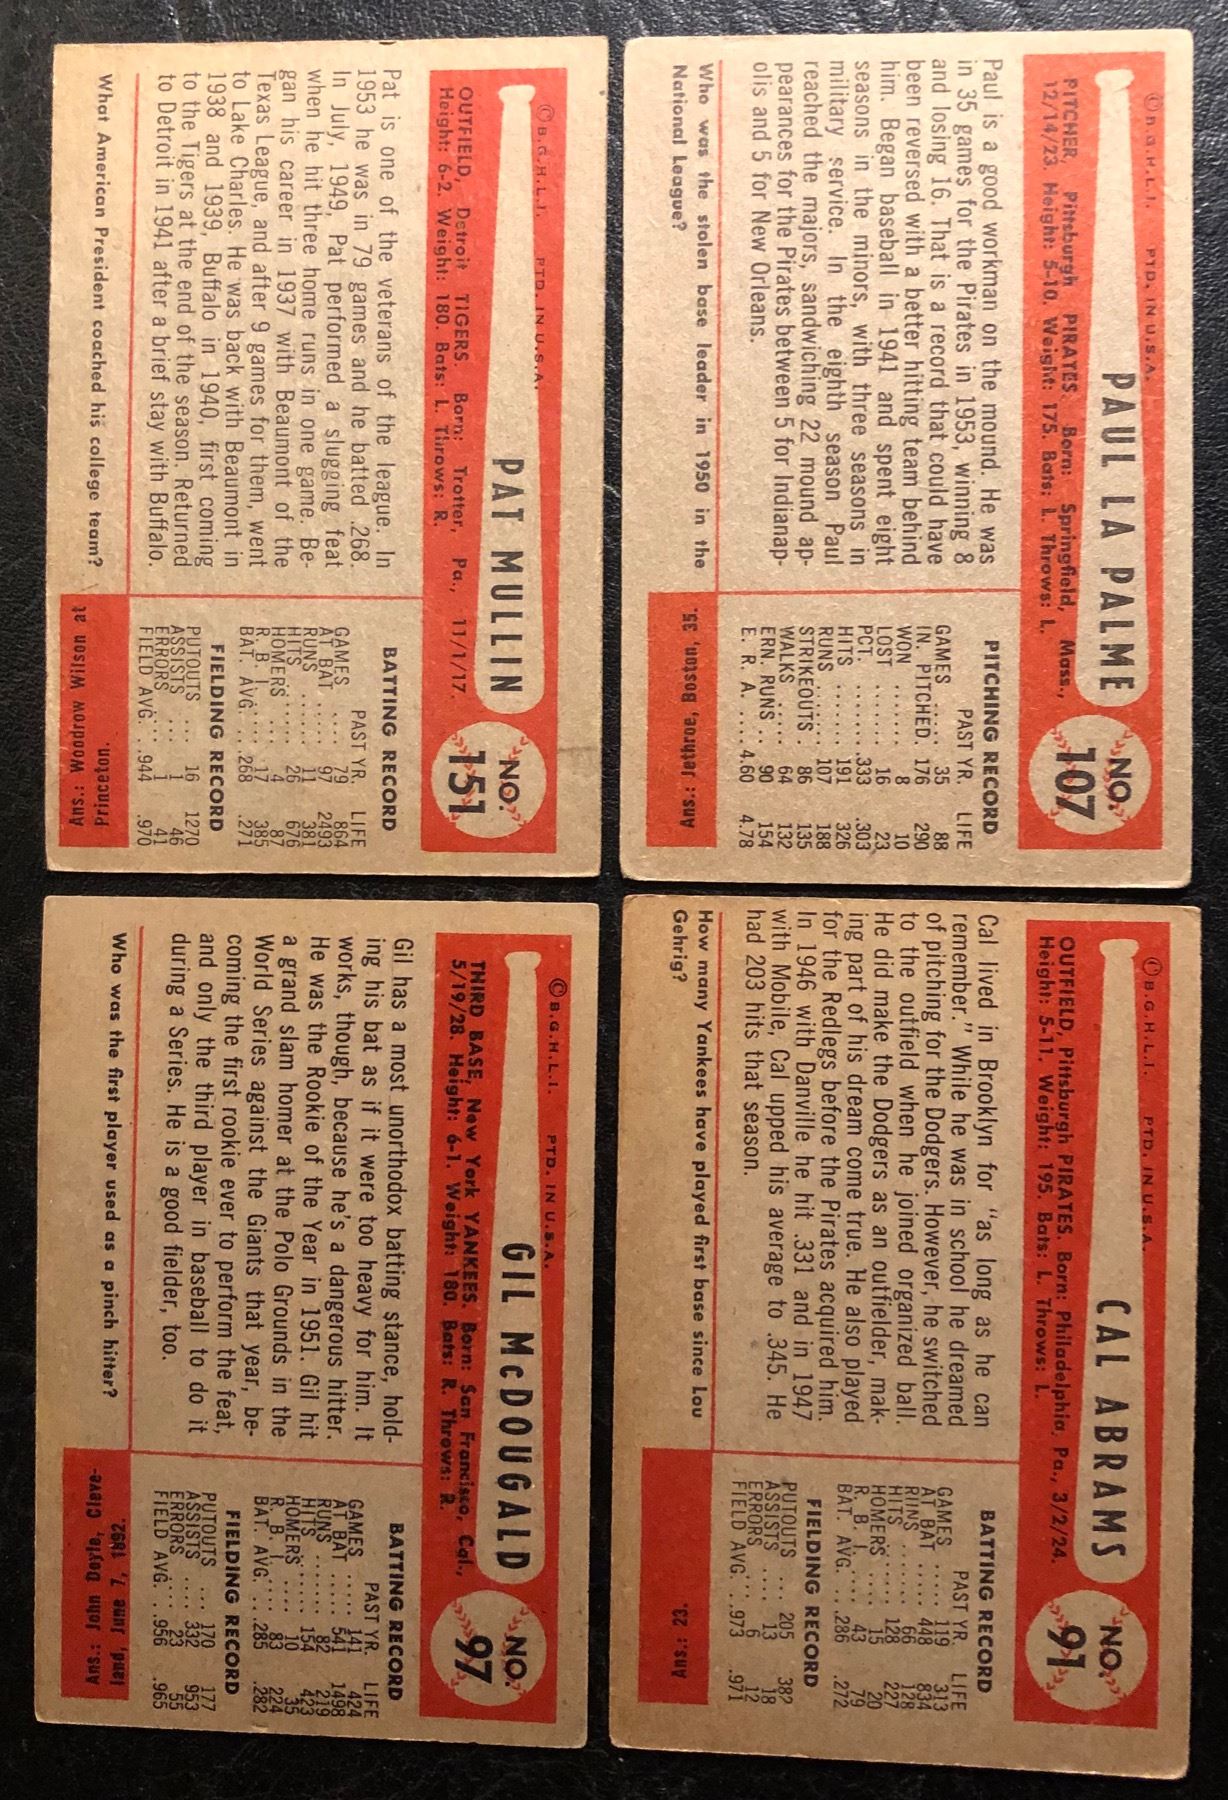 © B.G.H.L.I. PTD. IN U.S.A.
PAUL LA PALME
NO. 107
PITCHER, Pittsburgh PIRATES. Born: Springfield, Mass.,
12/14/23. Height: 5-10. Weight: 175. Bats: L. Throws: L.
Paul is a good workman on the mound. He was
in 35 games for the Pirates in 1953, winning 8
and losing 16. That is a record that could have
been reversed with a better hitting team behind
him. Began baseball in 1941 and spent eight
seasons in the minors, with three seasons in
military service. In the eighth season Paul
reached the majors, sandwiching 22 mound ap-
pearances for the Pirates between 5 for Indianap-
olis and 5 for New Orleans.
PITCHING RECORD
PAST YR. LIFE
GAMES .... 35 88
IN. PITCHED 176 290
WON ...... 8 10
LOST ...... 16 23
PCT. ...... .333 .303
HITS ...... 191 326
RUNS ...... 107 188
STRIKEOUTS 86 135
WALKS .... 64 132
ERN. RUNS .. 90 154
E. R. A. .... 4.60 4.78
Who was the stolen base leader in 1950 in the
National League?
Ans.: Jethroe, Boston, 35.
© B.G.H.L.I. PTD. IN U.S.A.
CAL ABRAMS
NO. 91
OUTFIELD, Pittsburgh PIRATES. Born: Philadelphia, Pa., 3/2/24.
Height: 5-11. Weight: 195. Bats: L. Throws: L.
Cal lived in Brooklyn for "as long as he can
remember." While he was in school he dreamed
of pitching for the Dodgers. However, he switched
to the outfield when he joined organized ball.
He did make the Dodgers as an outfielder, mak-
ing part of his dream come true. He also played
for the Redlegs before the Pirates acquired him.
In 1946 with Danville he hit .331 and in 1947
with Mobile, Cal upped his average to .345. He
had 203 hits that season.
BATTING RECORD
PAST YR. LIFE
GAMES ..... 119 313
AT BAT ..... 448 834
RUNS ...... 66 128
HITS ....... 128 227
HOMERS .... 15 20
R. B. I. .... 43 79
BAT. AVG. ... .286 .272
FIELDING RECORD
PUTOUTS ... 205 382
ASSISTS .... 13 18
ERRORS .... 6 12
FIELD AVG. .. .973 .971
How many Yankees have played first base since Lou
Gehrig?
Ans.: 23.
© B.G.H.L.I. PTD. IN U.S.A.
PAT MULLIN
NO. 151
OUTFIELD, Detroit TIGERS. Born: Trotter, Pa., 11/1/17.
Height: 6-2. Weight: 180. Bats: L. Throws: R.
Pat is one of the veterans of the league. In
1953 he was in 79 games and he batted .268.
In July, 1949, Pat performed a slugging feat
when he hit three home runs in one game. Be-
gan his career in 1937 with Beaumont of the
Texas League, and after 9 games for them, went
to Lake Charles. He was back with Beaumont in
1938 and 1939, Buffalo in 1940, first coming
to the Tigers at the end of the season. Returned
to Detroit in 1941 after a brief stay with Buffalo.
BATTING RECORD
PAST YR. LIFE
GAMES .... 79 864
AT BAT .... 97 2493
RUNS ..... 11 381
HITS ...... 26 676
HOMERS .... 4 87
R. B. I. .... 17 385
BAT. AVG. ... .268 .271
FIELDING RECORD
PUTOUTS ... 16 1270
ASSISTS .... 1 46
ERRORS .... 1 41
FIELD AVG. .. .944 .970
What American President coached his college team?
Ans.: Woodrow Wilson at
Princeton.
© B.G.H.L.I. PTD. IN U.S.A.
GIL McDOUGALD
NO. 97
THIRD BASE, New York YANKEES. Born: San Francisco, Cal.,
5/19/28. Height: 6-1. Weight: 180. Bats: R. Throws: R.
Gil has a most unorthodox batting stance, hold-
ing his bat as if it were too heavy for him. It
works, though, because he's a dangerous hitter.
He was the Rookie of the Year in 1951. Gil hit
a grand slam homer at the Polo Grounds in the
World Series against the Giants that year, be-
coming the first rookie ever to perform the feat,
and only the third player in baseball to do it
during a Series. He is a good fielder, too.
BATTING RECORD
PAST YR. LIFE
GAMES ..... 141 424
AT BAT ..... 541 1498
RUNS ...... 82 219
HITS ....... 154 423
HOMERS .... 10 35
R. B. I. .... 83 224
BAT. AVG. ... .285 .282
FIELDING RECORD
PUTOUTS ... 170 177
ASSISTS .... 332 953
ERRORS .... 23 55
FIELD AVG. .. .956 .965
Who was the first player used as a pinch hitter?
Ans.: John Doyle, Cleve-
land, June 7, 1892.